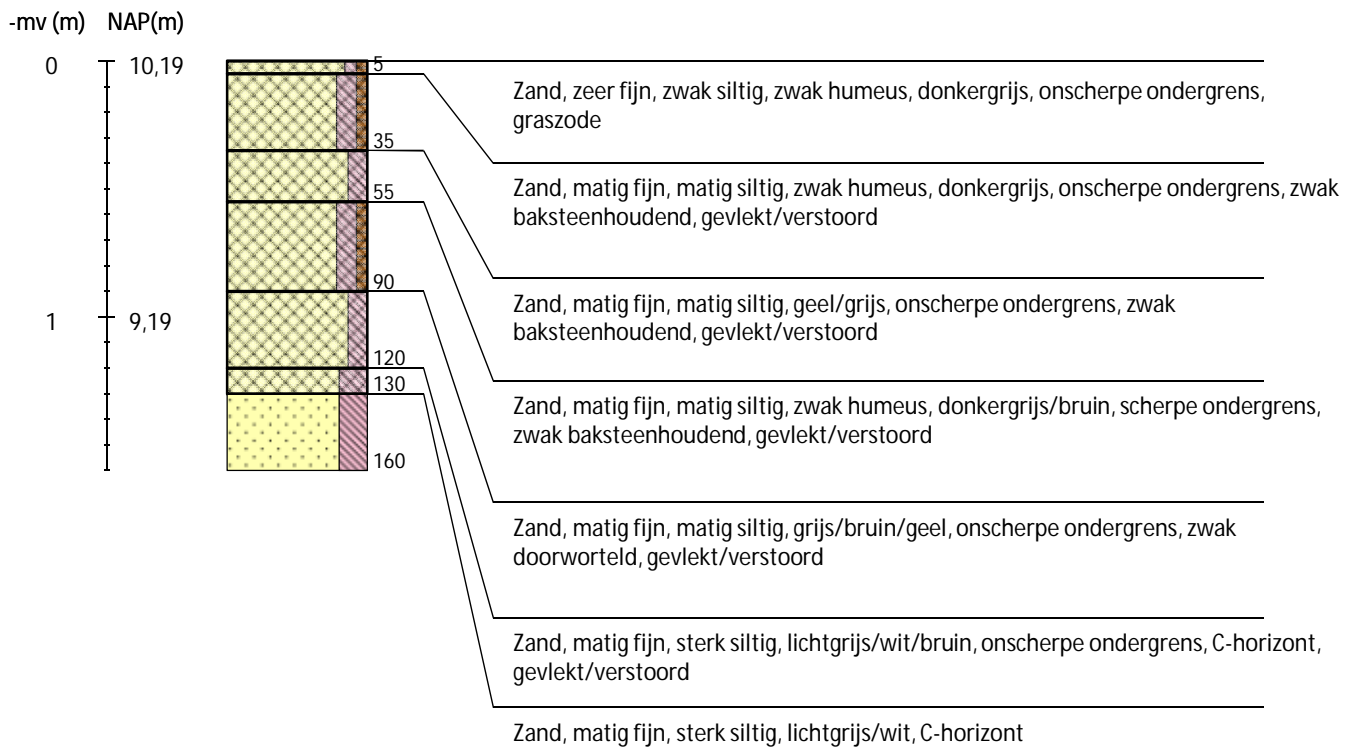 -mv (m) NAP(m)
0 10,19
5
Zand, zeer fijn, zwak siltig, zwak humeus, donkergrijs, onscherpe ondergrens,
graszode
35
Zand, matig fijn, matig siltig, zwak humeus, donkergrijs, onscherpe ondergrens, zwak
baksteenhoudend, gevlekt/verstoord
55
90
Zand, matig fijn, matig siltig, geel/grijs, onscherpe ondergrens, zwak
baksteenhoudend, gevlekt/verstoord
1 9,19
120
130
Zand, matig fijn, matig siltig, zwak humeus, donkergrijs/bruin, scherpe ondergrens,
zwak baksteenhoudend, gevlekt/verstoord
160
Zand, matig fijn, matig siltig, grijs/bruin/geel, onscherpe ondergrens, zwak
doorworteld, gevlekt/verstoord
Zand, matig fijn, sterk siltig, lichtgrijs/wit/bruin, onscherpe ondergrens, C-horizont,
gevlekt/verstoord
Zand, matig fijn, sterk siltig, lichtgrijs/wit, C-horizont